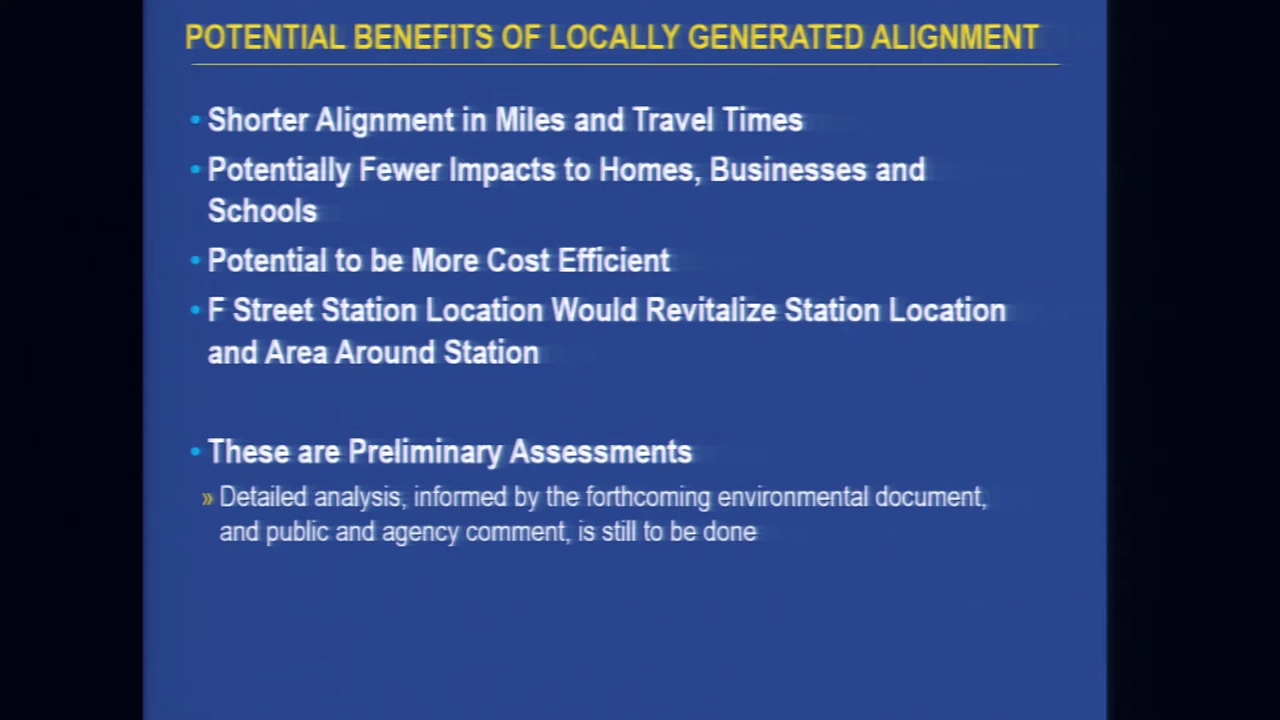 POTENTIAL BENEFITS OF LOCALLY GENERATED ALIGNMENT
• Shorter Alignment in Miles and Travel Times
• Potentially Fewer Impacts to Homes, Businesses and
Schools
• Potential to be More Cost Efficient
• F Street Station Location Would Revitalize Station Location
and Area Around Station
• These are Preliminary Assessments
» Detailed analysis, informed by the forthcoming environmental document,
and public and agency comment, is still to be done